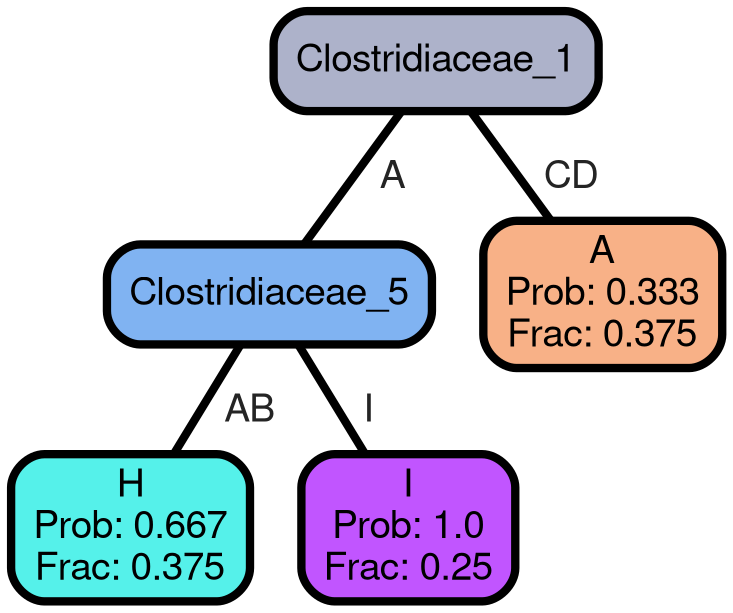 Clostridiaceae_1
A
CD
Clostridiaceae_5
A
Prob: 0.333
Frac: 0.375
AB
I
H
Prob: 0.667
Frac: 0.375
I
Prob: 1.0
Frac: 0.25